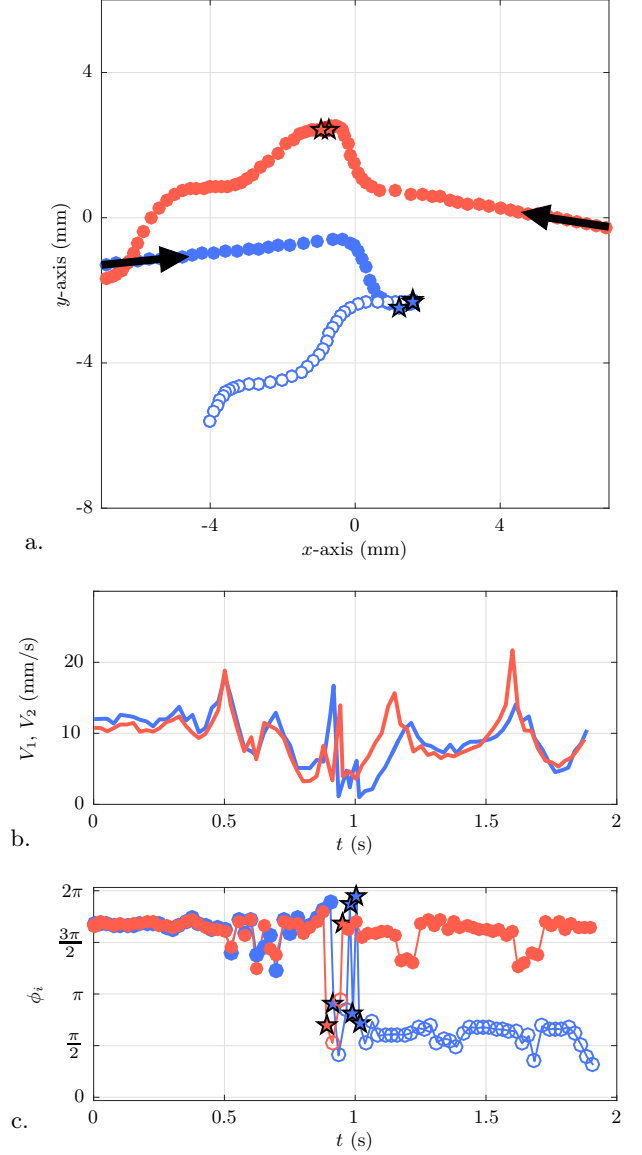 4
0
-4
-8
y-axis (mm)
-4 0 4
x-axis (mm)
a.
20
10
0
V₁, V₂ (mm/s)
0 0.5 1 1.5 2
t (s)
b.
2π
3π/2
π
π/2
0
ϕᵢ
0 0.5 1 1.5 2
t (s)
c.